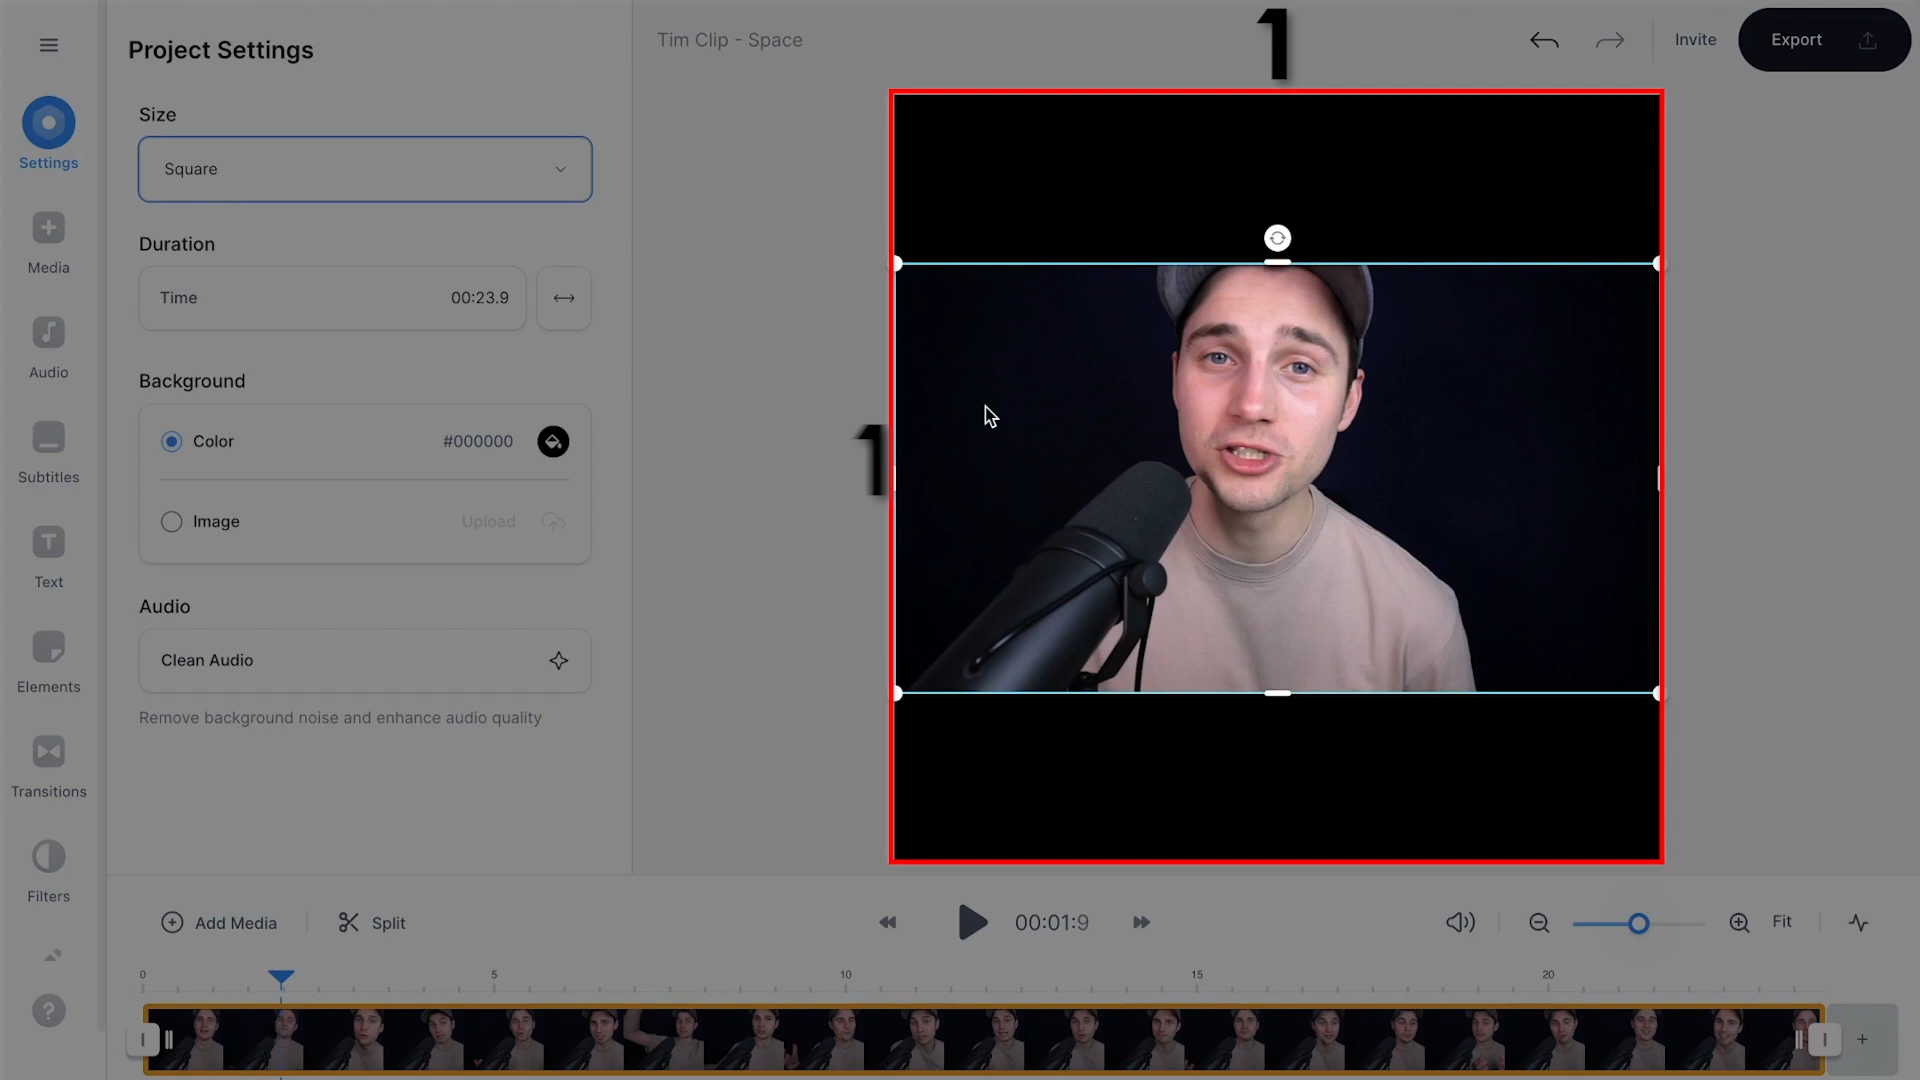 Project Settings
Tim Clip - Space
1
Invite
Export
Settings
Size
Square
Media
Duration
Time
00:23.9
Audio
Background
Color
#000000
1
Subtitles
Image
Upload
Text
Audio
Clean Audio
Elements
Remove background noise and enhance audio quality
Transitions
Filters
Add Media
Split
00:01:9
Fit
0
5
10
15
20
?